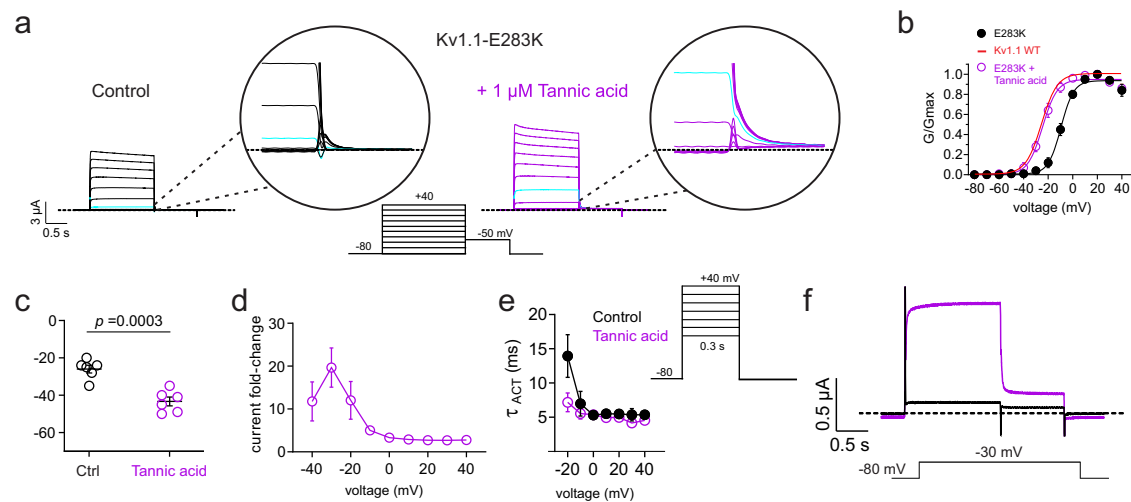 a
Kv1.1-E283K
Control
+ 1 µM Tannic acid
3 µA
0.5 s
+40
-80
-50 mV
b
E283K
Kv1.1 WT
E283K +
Tannic acid
G/Gmax
1.0
0.8
0.6
0.4
0.2
0.0
-80 -60 -40 -20 0 20 40
voltage (mV)
c
p =0.0003
0
-20
-40
-60
Ctrl
Tannic acid
d
current fold-change
30
20
10
0
-40 -20 0 20 40
voltage (mV)
e
Control
Tannic acid
τ ACT (ms)
20
15
10
5
-20 0 20 40
voltage (mV)
+40 mV
0.3 s
-80
f
0.5 µA
0.5 s
-30 mV
-80 mV